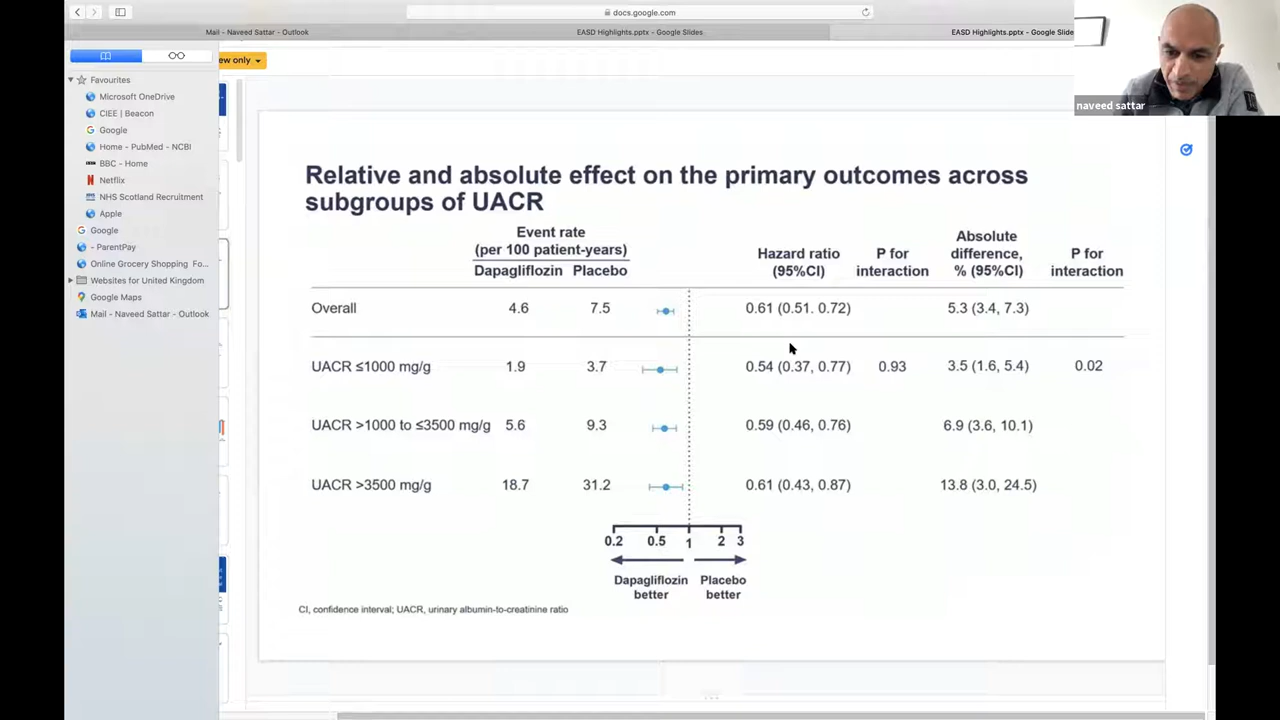 docs.google.com
Mail - Naveed Sattar - Outlook
EASD Highlights.pptx - Google Slides
EASD Highlights.pptx - Google Slide
naveed sattar
ew only
Favourites
Microsoft OneDrive
CIEE | Beacon
Google
Home - PubMed - NCBI
BBC - Home
Netflix
NHS Scotland Recruitment
Apple
Google
- ParentPay
Online Grocery Shopping Fo...
Websites for United Kingdom
Google Maps
Mail - Naveed Sattar - Outlook
Relative and absolute effect on the primary outcomes across
subgroups of UACR
Event rate
(per 100 patient-years)
Dapagliflozin Placebo
Hazard ratio
(95%CI)
P for
interaction
Absolute
difference,
% (95%CI)
P for
interaction
Overall 4.6 7.5 0.61 (0.51. 0.72) 5.3 (3.4, 7.3)
UACR ≤1000 mg/g 1.9 3.7 0.54 (0.37, 0.77) 0.93 3.5 (1.6, 5.4) 0.02
UACR >1000 to ≤3500 mg/g 5.6 9.3 0.59 (0.46, 0.76) 6.9 (3.6, 10.1)
UACR >3500 mg/g 18.7 31.2 0.61 (0.43, 0.87) 13.8 (3.0, 24.5)
0.2 0.5 1 2 3
Dapagliflozin
better
Placebo
better
CI, confidence interval; UACR, urinary albumin-to-creatinine ratio